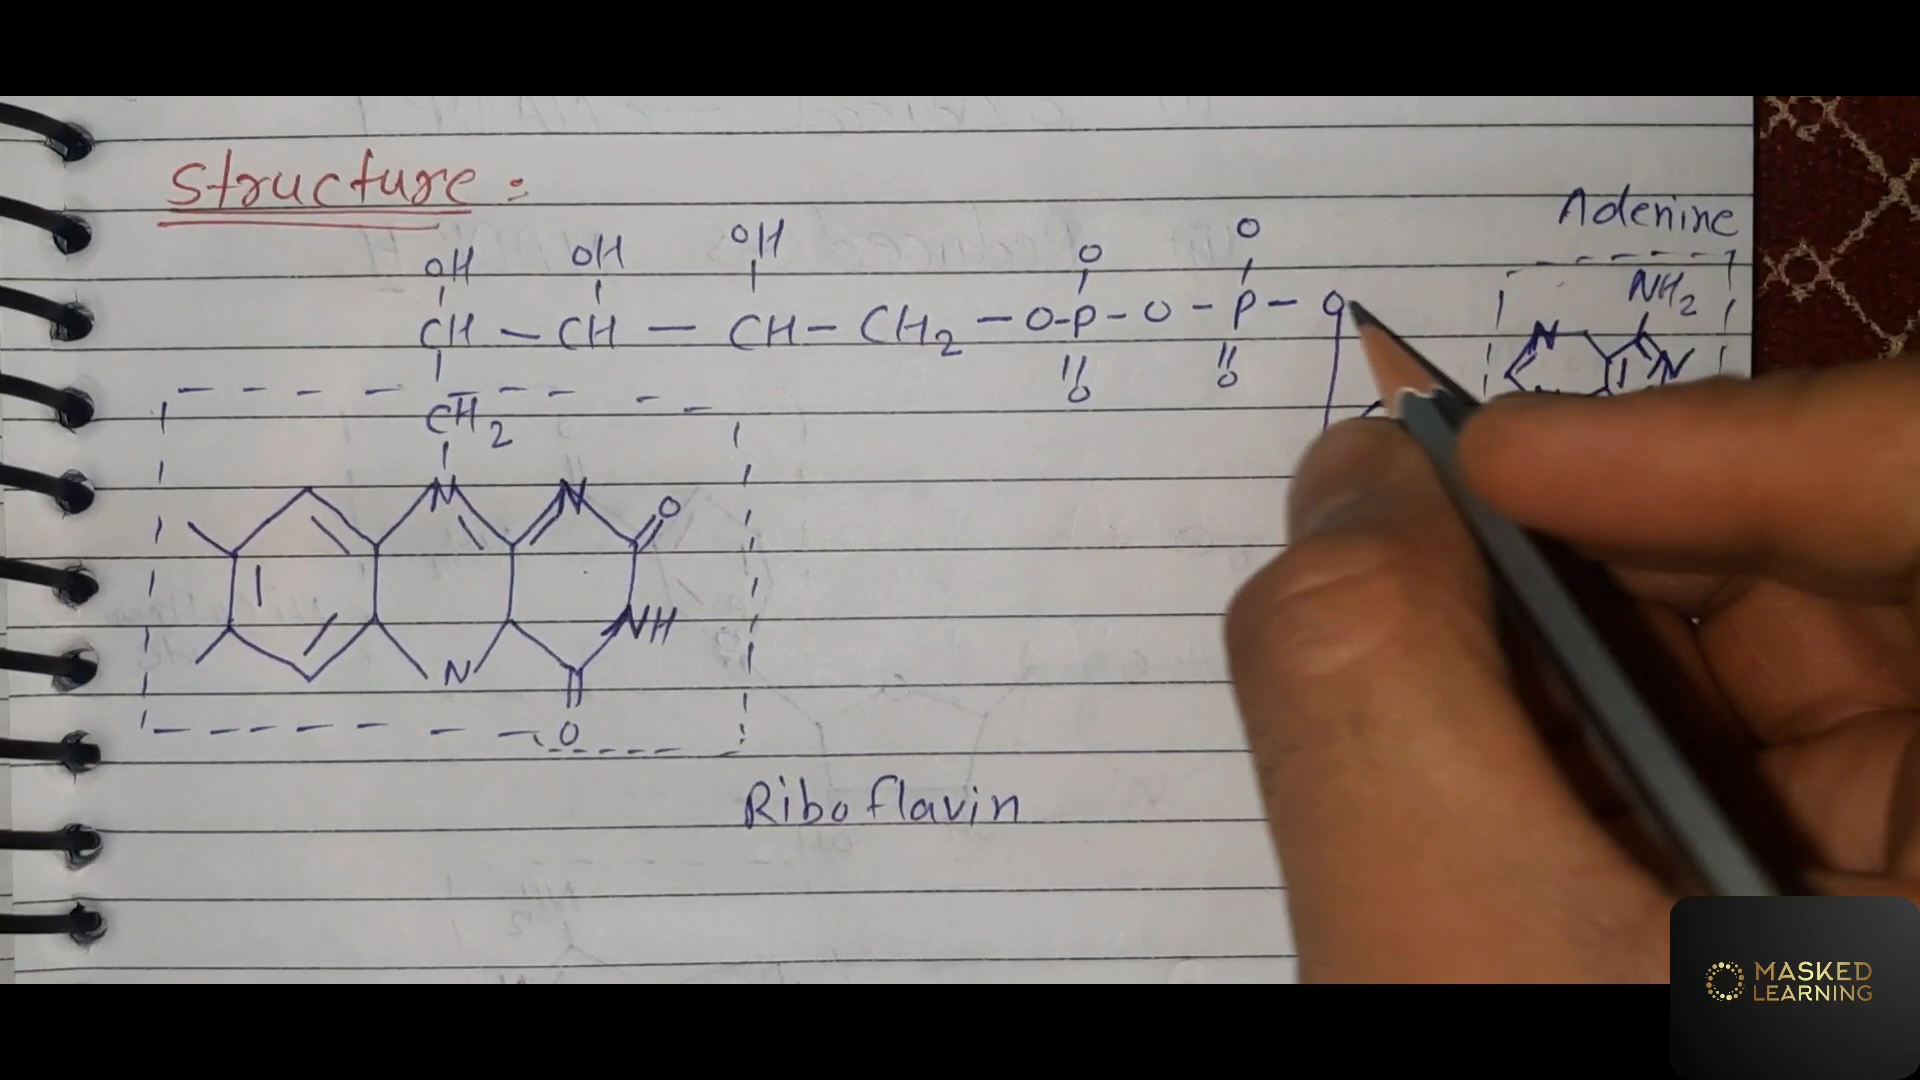 Structure :
Adenine
OH OH OH O O
NH2
CH — CH — CH — CH2 — O-P-O-P-O
O O
N N
CH2
N N O
NH
N
O
Riboflavin
MASKED
LEARNING